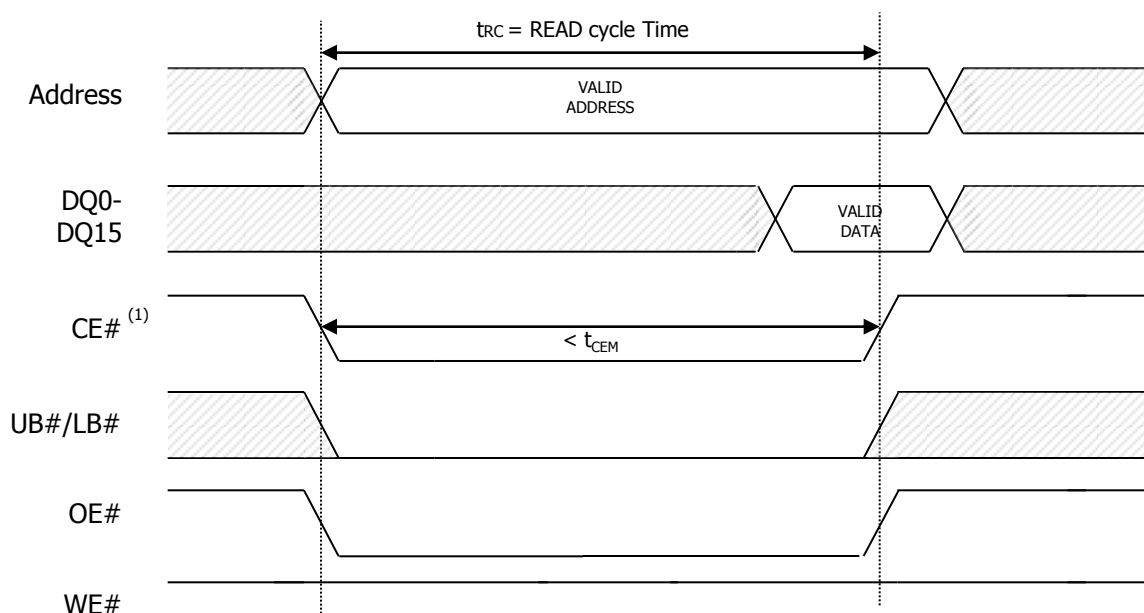 tRC = READ cycle Time
Address
VALID
ADDRESS
DQ0-
DQ15
VALID
DATA
CE# (1)
< tCEM
UB#/LB#
OE#
WE#